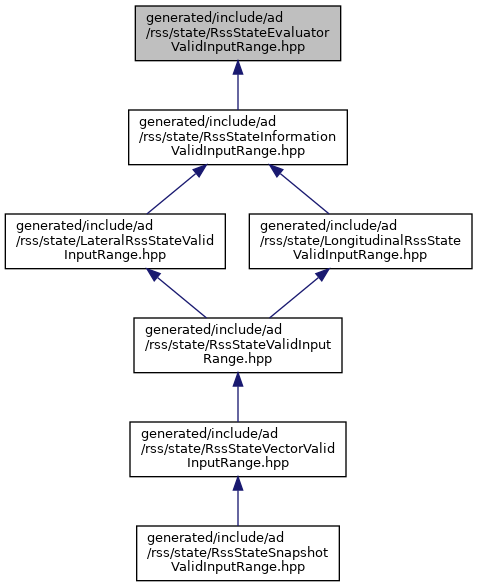 generated/include/ad
/rss/state/RssStateEvaluator
ValidInputRange.hpp
generated/include/ad
/rss/state/RssStateInformation
ValidInputRange.hpp
generated/include/ad
/rss/state/LateralRssStateValid
InputRange.hpp
generated/include/ad
/rss/state/LongitudinalRssState
ValidInputRange.hpp
generated/include/ad
/rss/state/RssStateValidInput
Range.hpp
generated/include/ad
/rss/state/RssStateVectorValid
InputRange.hpp
generated/include/ad
/rss/state/RssStateSnapshot
ValidInputRange.hpp